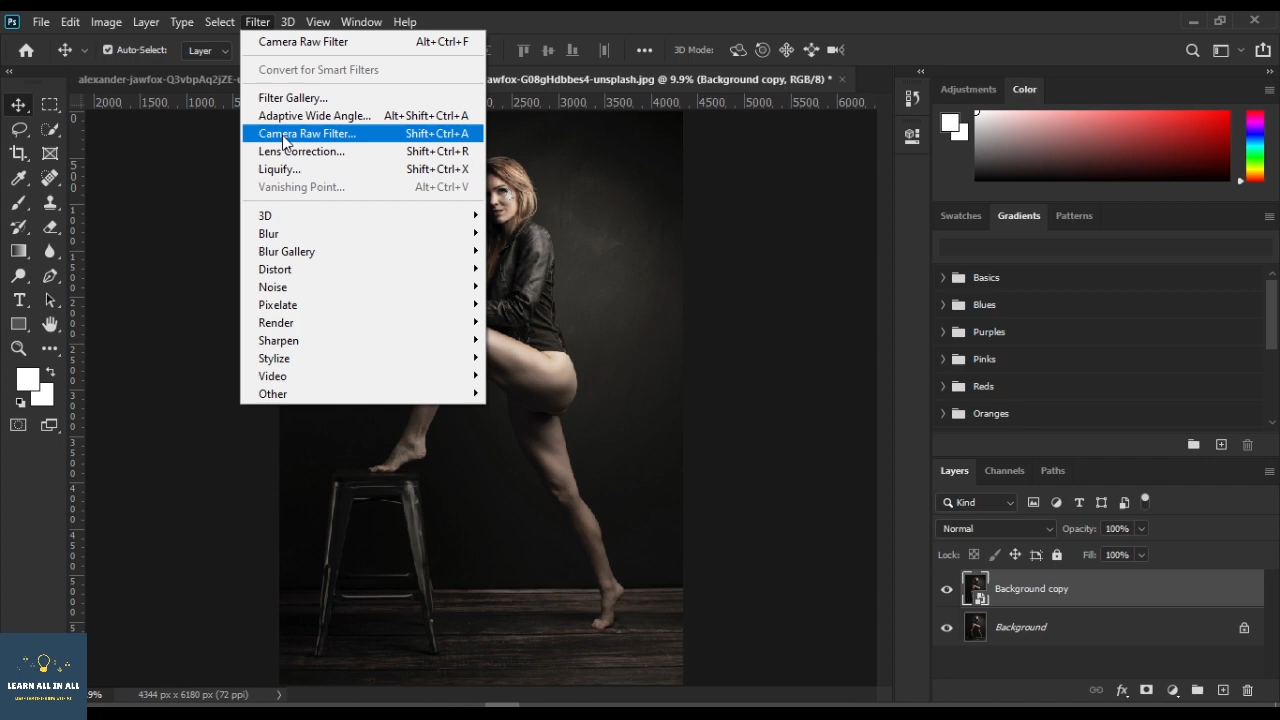 Ps File Edit Image Layer Type Select Filter 3D View Window Help
Auto-Select: Layer 3D Mode:
alexander-jawfox-Q3vbpAq2jZE-
awfox-G08gHdbbes4-unsplash.jpg @ 9.9% (Background copy, RGB/8) *
2000 1500 1000 2500 3000 3500 4000 4500 5000 5500 6000
Camera Raw Filter Alt+Ctrl+F
Convert for Smart Filters
Filter Gallery...
Adaptive Wide Angle... Alt+Shift+Ctrl+A
Camera Raw Filter... Shift+Ctrl+A
Lens Correction... Shift+Ctrl+R
Liquify... Shift+Ctrl+X
Vanishing Point... Alt+Ctrl+V
3D
Blur
Blur Gallery
Distort
Noise
Pixelate
Render
Sharpen
Stylize
Video
Other
Adjustments Color
Swatches Gradients Patterns
Basics
Blues
Purples
Pinks
Reds
Oranges
Layers Channels Paths
Kind
Normal Opacity: 100%
Lock: Fill: 100%
Background copy
Background
fx
LEARN ALL IN ALL
9% 4344 px x 6180 px (72 ppi)